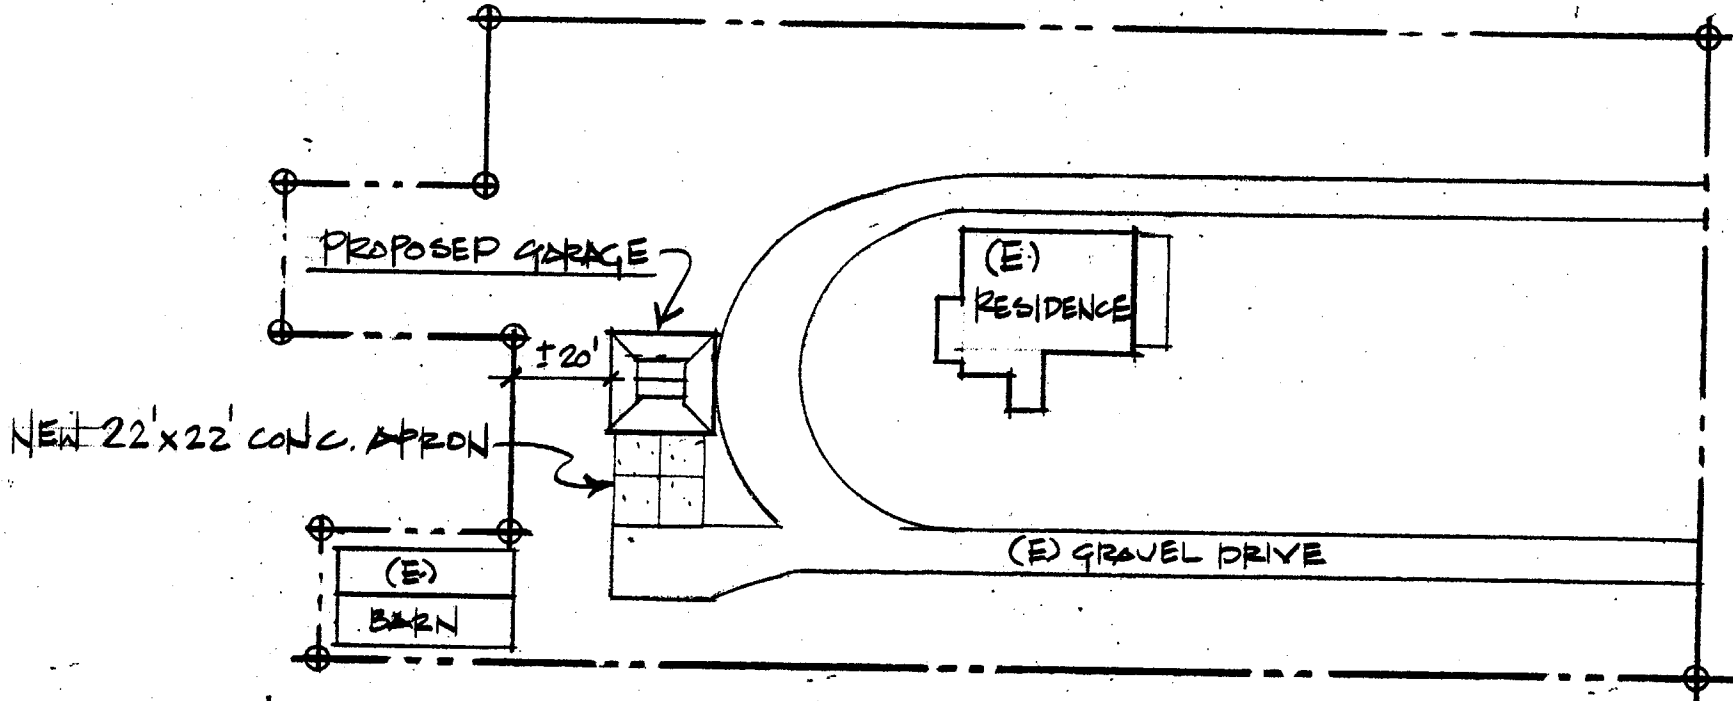 PROPOSED GARAGE
(E)
RESIDENCE
±20'
NEW 22'x22' CONC. APRON
(E) GRAVEL DRIVE
(E)
BARN